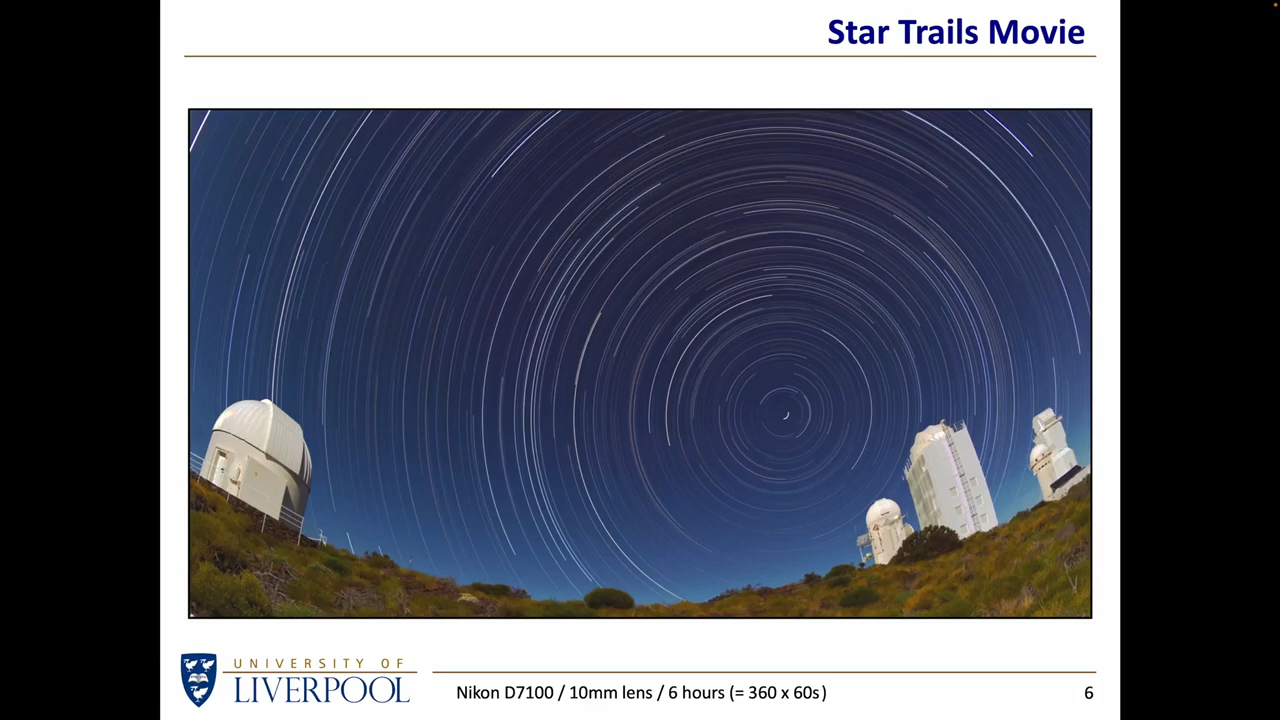 Star Trails Movie
UNIVERSITY OF
LIVERPOOL
Nikon D7100 / 10mm lens / 6 hours (= 360 x 60s)
6